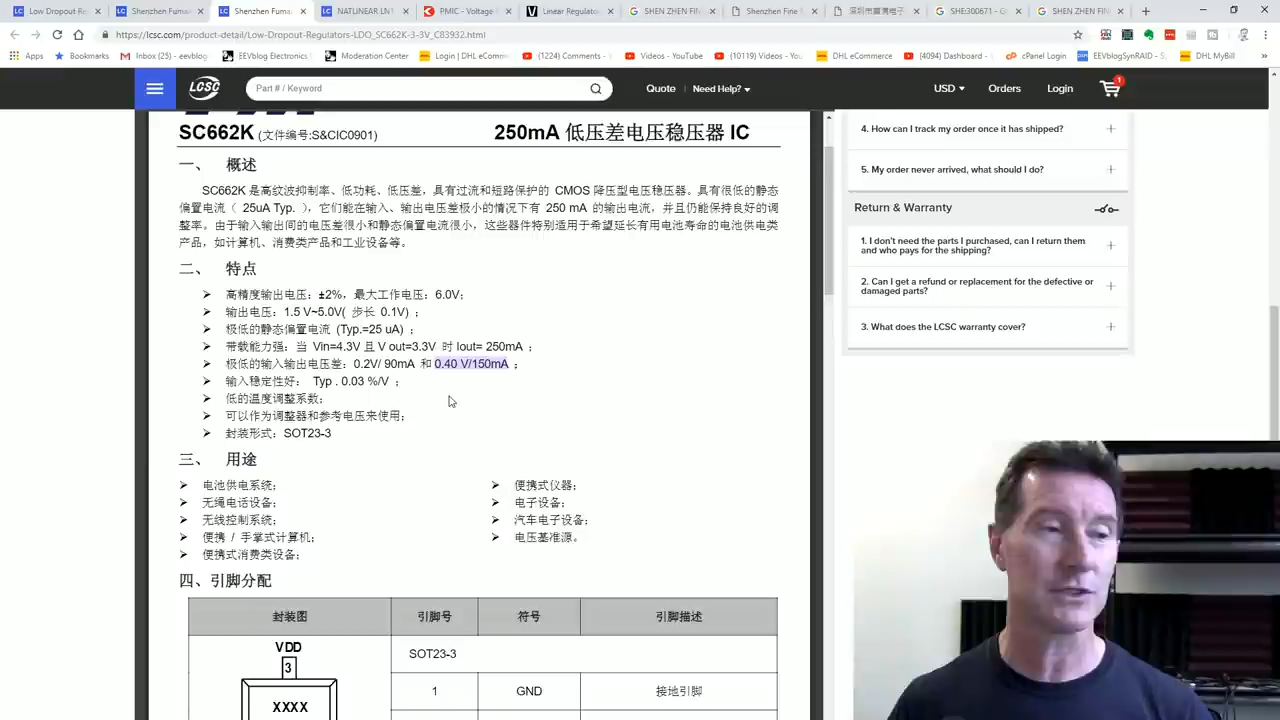 Low Dropout Re
Shenzhen Fuma
Shenzhen Fuma
NATLINEAR LN1
PMIC - Voltage F
Linear Regulato
SHEN ZHEN FIN
Shenzhen Fine
SHE:300671 - G
SHEN ZHEN FIN
https://lcsc.com/product-detail/Low-Dropout-Regulators-LDO_SC662K-3-3V_C83932.html
Apps
Bookmarks
Inbox (25) - eevblog
EEVblog Electronics
Moderation Center
Login | DHL eComm
(1224) Comments -
Videos - YouTube
(10119) Videos - You
DHL eCommerce
(4094) Dashboard -
cPanel Login
EEVblogSynRAID - S
DHL MyBill
LCSC
Part # / Keyword
Quote
Need Help?
USD
Orders
Login
1
SC662K (文件编号:S&CIC0901)
250mA 低压差电压稳压器 IC
一、 概述
SC662K 是高纹波抑制率、低功耗、低压差，具有过流和短路保护的 CMOS 降压型电压稳压器。具有很低的静态
偏置电流（ 25uA Typ. ），它们能在输入、输出电压差极小的情况下有 250 mA 的输出电流，并且仍能保持良好的调
整率。由于输入输出间的电压差很小和静态偏置电流很小，这些器件特别适用于希望延长有用电池寿命的电池供电类
产品，如计算机、消费类产品和工业设备等。
二、 特点
➢ 高精度输出电压：±2%，最大工作电压：6.0V；
➢ 输出电压：1.5 V~5.0V( 步长 0.1V) ；
➢ 极低的静态偏置电流 (Typ.=25 uA) ；
➢ 带载能力强：当 Vin=4.3V 且 V out=3.3V 时 Iout= 250mA ；
➢ 极低的输入输出电压差：0.2V/ 90mA 和 0.40 V/150mA ；
➢ 输入稳定性好： Typ . 0.03 %/V ；
➢ 低的温度调整系数；
➢ 可以作为调整器和参考电压来使用；
➢ 封装形式：SOT23-3
三、 用途
➢ 电池供电系统；
➢ 无绳电话设备；
➢ 无线控制系统；
➢ 便携 / 手掌式计算机；
➢ 便携式消费类设备；
➢ 便携式仪器；
➢ 电子设备；
➢ 汽车电子设备；
➢ 电压基准源。
四、引脚分配
封装图 引脚号 符号 引脚描述
VDD
3
XXXX
SOT23-3
1 GND 接地引脚
4. How can I track my order once it has shipped?
5. My order never arrived, what should I do?
Return & Warranty
1. I don't need the parts I purchased, can I return them
and who pays for the shipping?
2. Can I get a refund or replacement for the defective or
damaged parts?
3. What does the LCSC warranty cover?